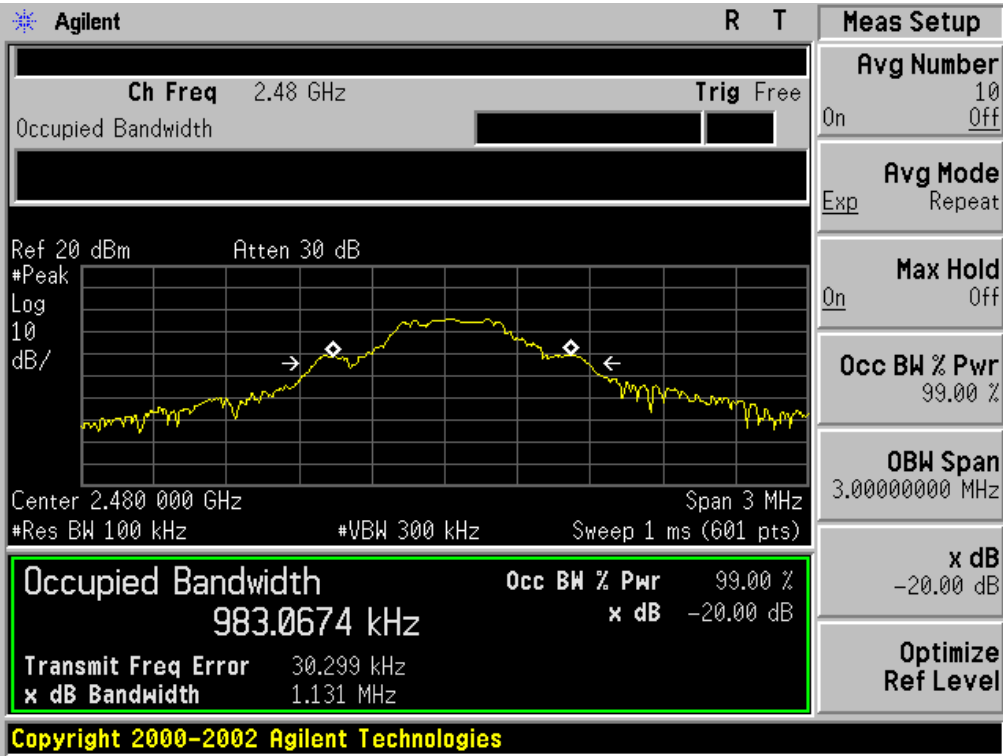 Agilent R T
Ch Freq 2.48 GHz Trig Free
Occupied Bandwidth
Ref 20 dBm Atten 30 dB
#Peak
Log
10
dB/
Center 2.480 000 GHz Span 3 MHz
#Res BW 100 kHz #VBW 300 kHz Sweep 1 ms (601 pts)
Occupied Bandwidth Occ BW % Pwr 99.00 %
983.0674 kHz x dB -20.00 dB
Transmit Freq Error 30.299 kHz
x dB Bandwidth 1.131 MHz
Copyright 2000-2002 Agilent Technologies
Meas Setup
Avg Number
10
On Off
Avg Mode
Exp Repeat
Max Hold
On Off
Occ BW % Pwr
99.00 %
OBW Span
3.00000000 MHz
x dB
-20.00 dB
Optimize
Ref Level